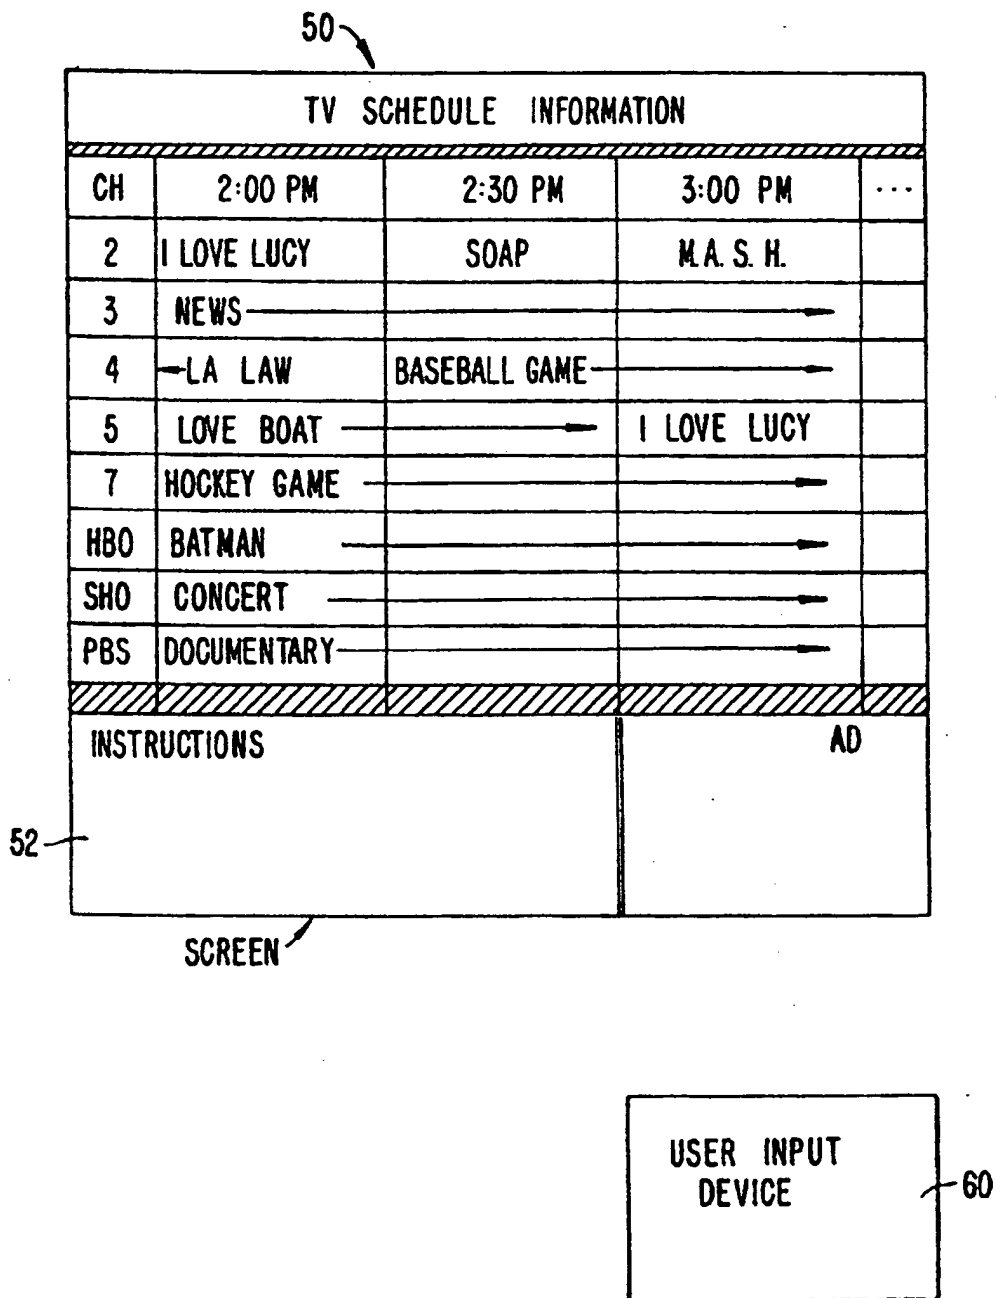 50
TV SCHEDULE INFORMATION
CH 2:00 PM 2:30 PM 3:00 PM ...
2 I LOVE LUCY SOAP M.A.S.H.
3 NEWS
4 LA LAW BASEBALL GAME
5 LOVE BOAT I LOVE LUCY
7 HOCKEY GAME
HBO BATMAN
SHO CONCERT
PBS DOCUMENTARY
INSTRUCTIONS AD
52
SCREEN
USER INPUT
DEVICE
60